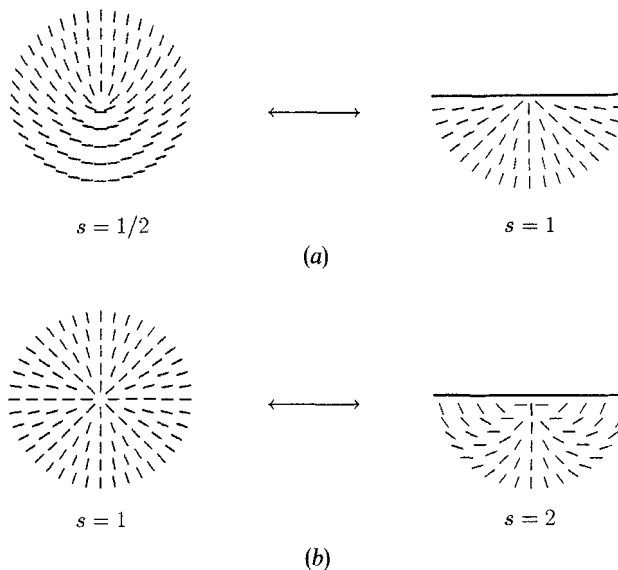 s = 1/2
s = 1
(a)
s = 1
s = 2
(b)